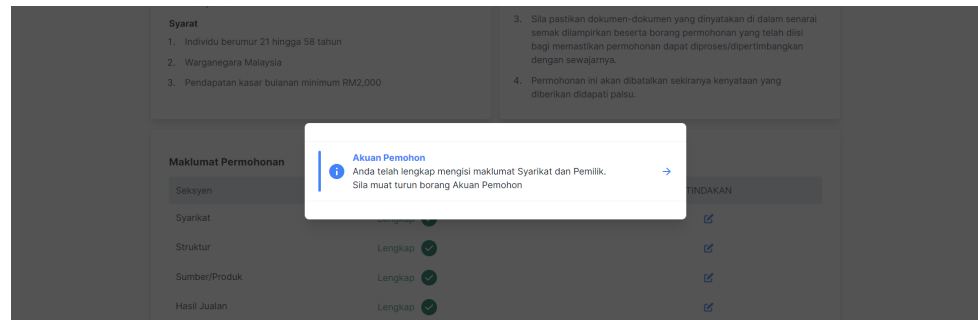 Syarat
1. Individu berumur 21 hingga 58 tahun
2. Warganegara Malaysia
3. Pendapatan kasar bulanan minimum RM2,000
3. Sila pastikan dokumen-dokumen yang dinyatakan di dalam senarai
semak dilampirkan beserta borang permohonan yang telah diisi
bagi memastikan permohonan dapat diproses/dipertimbangkan
dengan sewajarnya.
4. Permohonan ini akan dibatalkan sekiranya kenyataan yang
diberikan didapati palsu.
Akuan Pemohon
Anda telah lengkap mengisi maklumat Syarikat dan Pemilik.
Sila muat turun borang Akuan Pemohon
Maklumat Permohonan
Seksyen TINDAKAN
Syarikat Lengkap
Struktur Lengkap
Sumber/Produk Lengkap
Hasil Jualan Lengkap